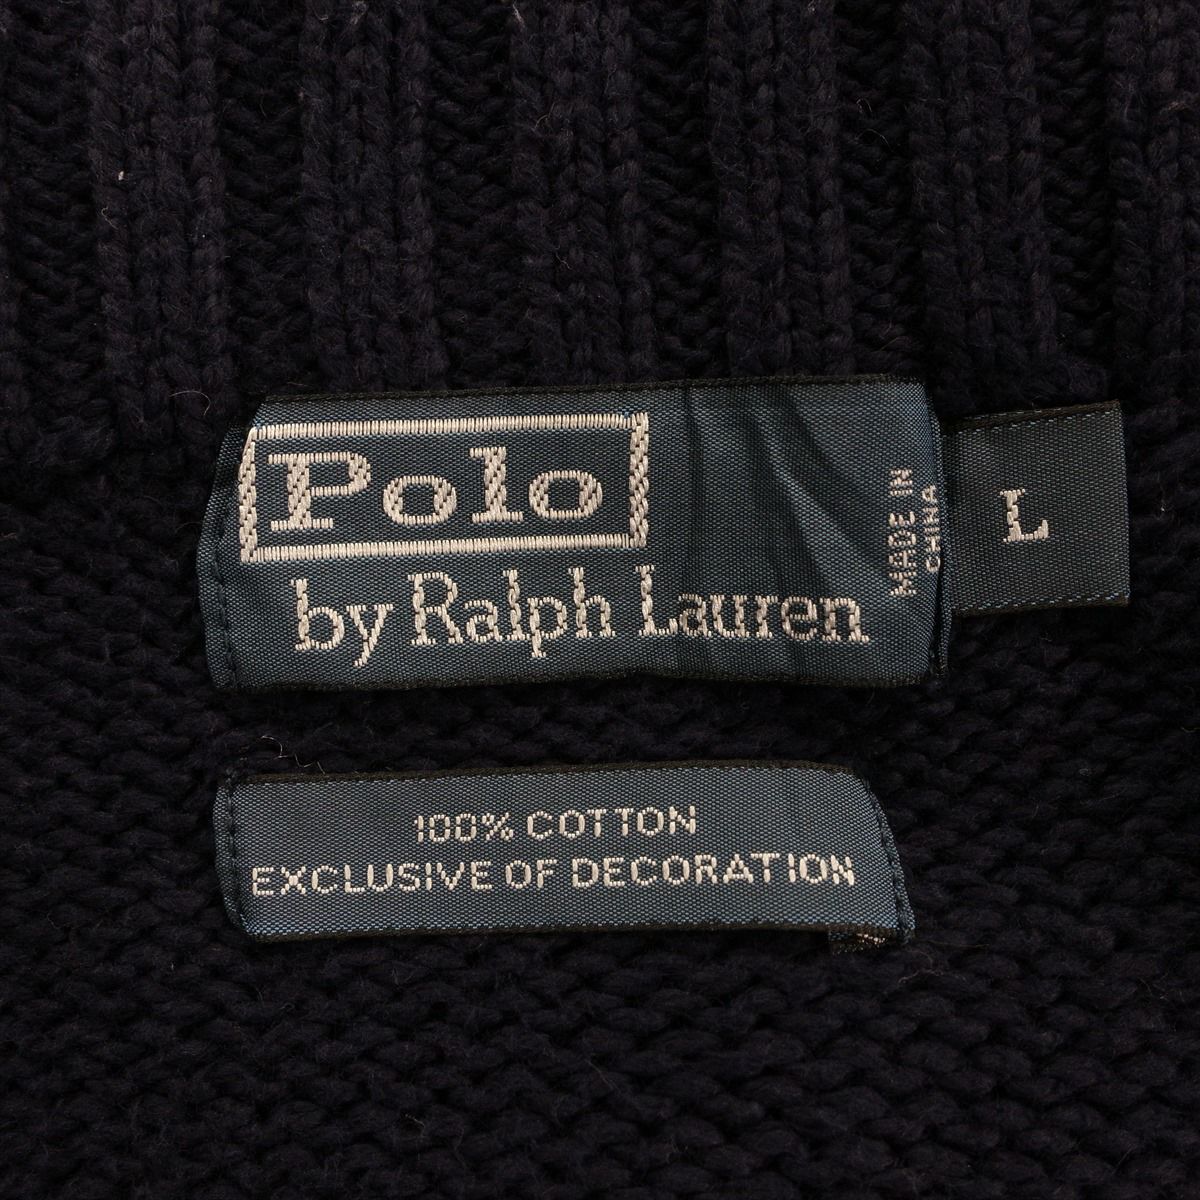 Polo
by Ralph Lauren
MADE IN
CHINA
L
100% COTTON
EXCLUSIVE OF DECORATION